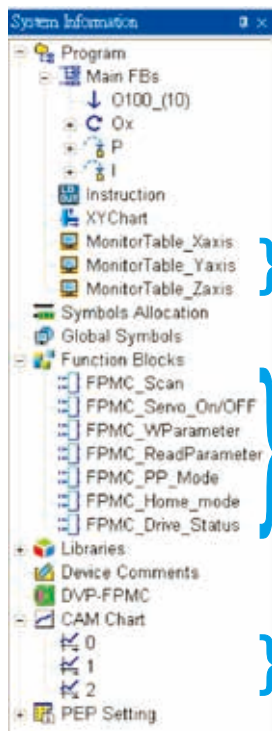 System Information
Program
Main FBs
O100_(10)
Ox
P
I
Instruction
XYChart
MonitorTable_Xaxis
MonitorTable_Yaxis
MonitorTable_Zaxis
Symbols Allocation
Global Symbols
Function Blocks
FPMC_Scan
FPMC_Servo_On/OFF
FPMC_WParameter
FPMC_ReadParameter
FPMC_PP_Mode
FPMC_Home_mode
FPMC_Drive_Status
Libraries
Device Comments
DVP-FPMC
CAM Chart
0
1
2
PEP Setting